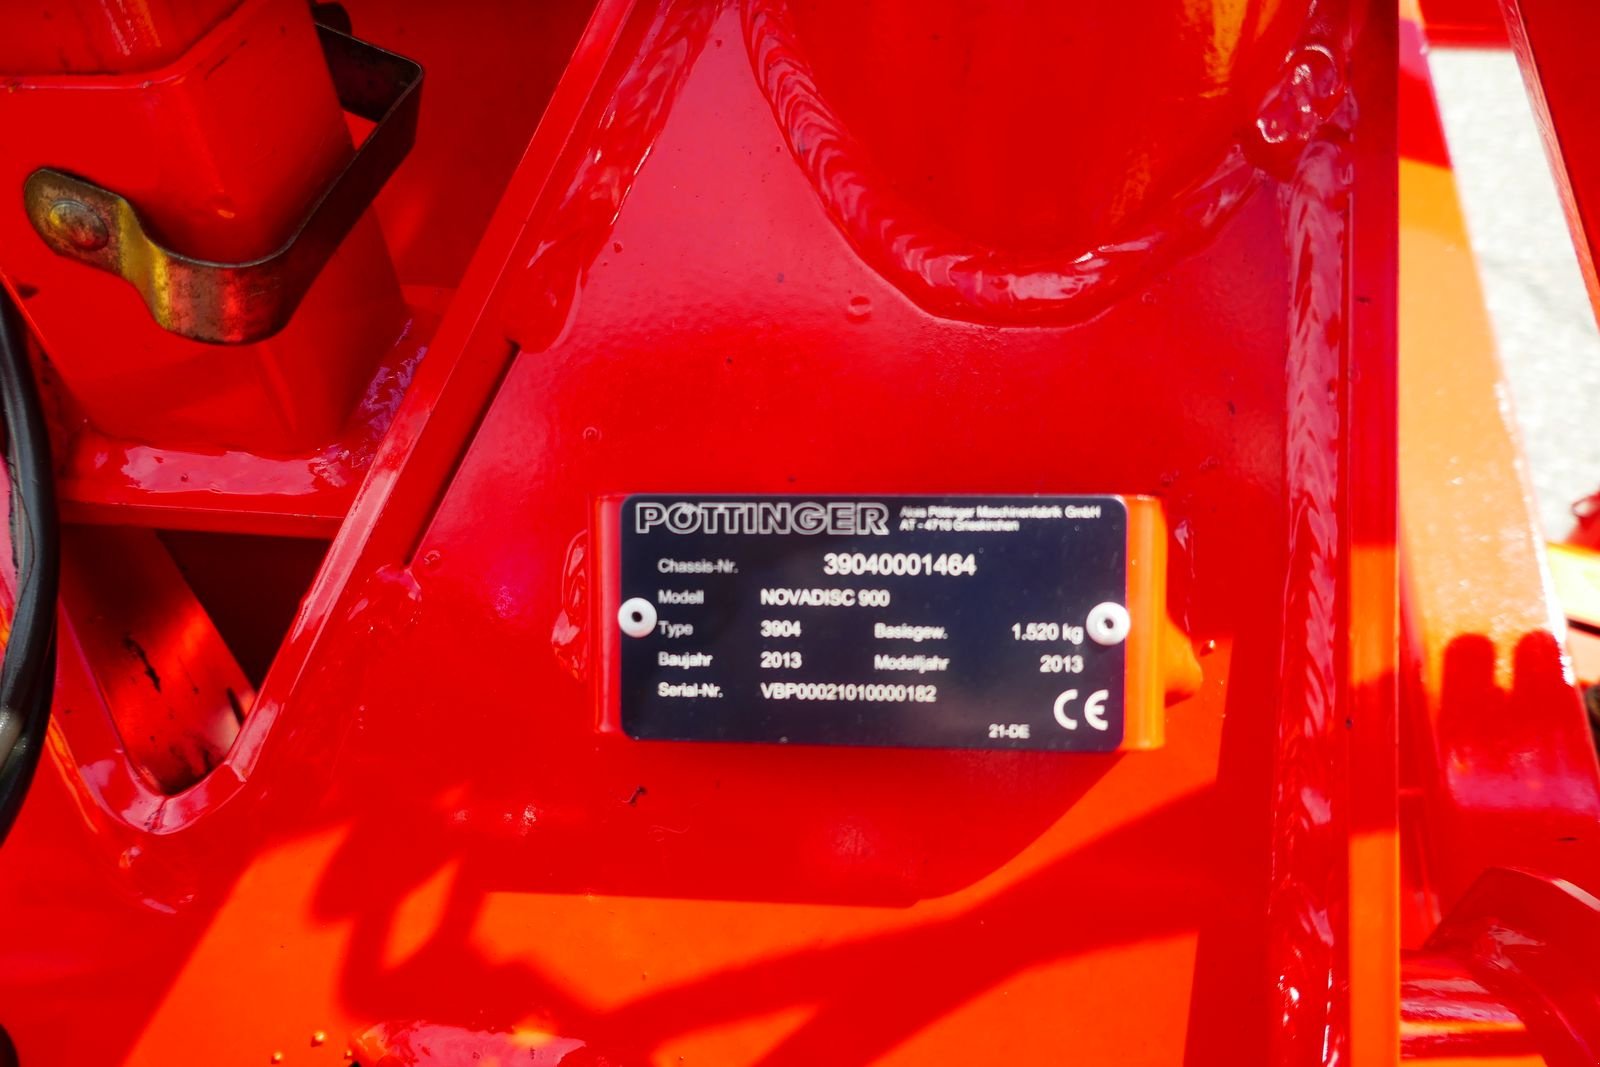 PÖTTINGER Alois Pöttinger Maschinenfabrik GmbH
AT - 4710 Grieskirchen
Chassis-Nr. 39040001464
Modell NOVADISC 900
Type 3904 Basisgew. 1.520 kg
Baujahr 2013 Modelljahr 2013
Serial-Nr. VBP00021010000182
CE
21-DE